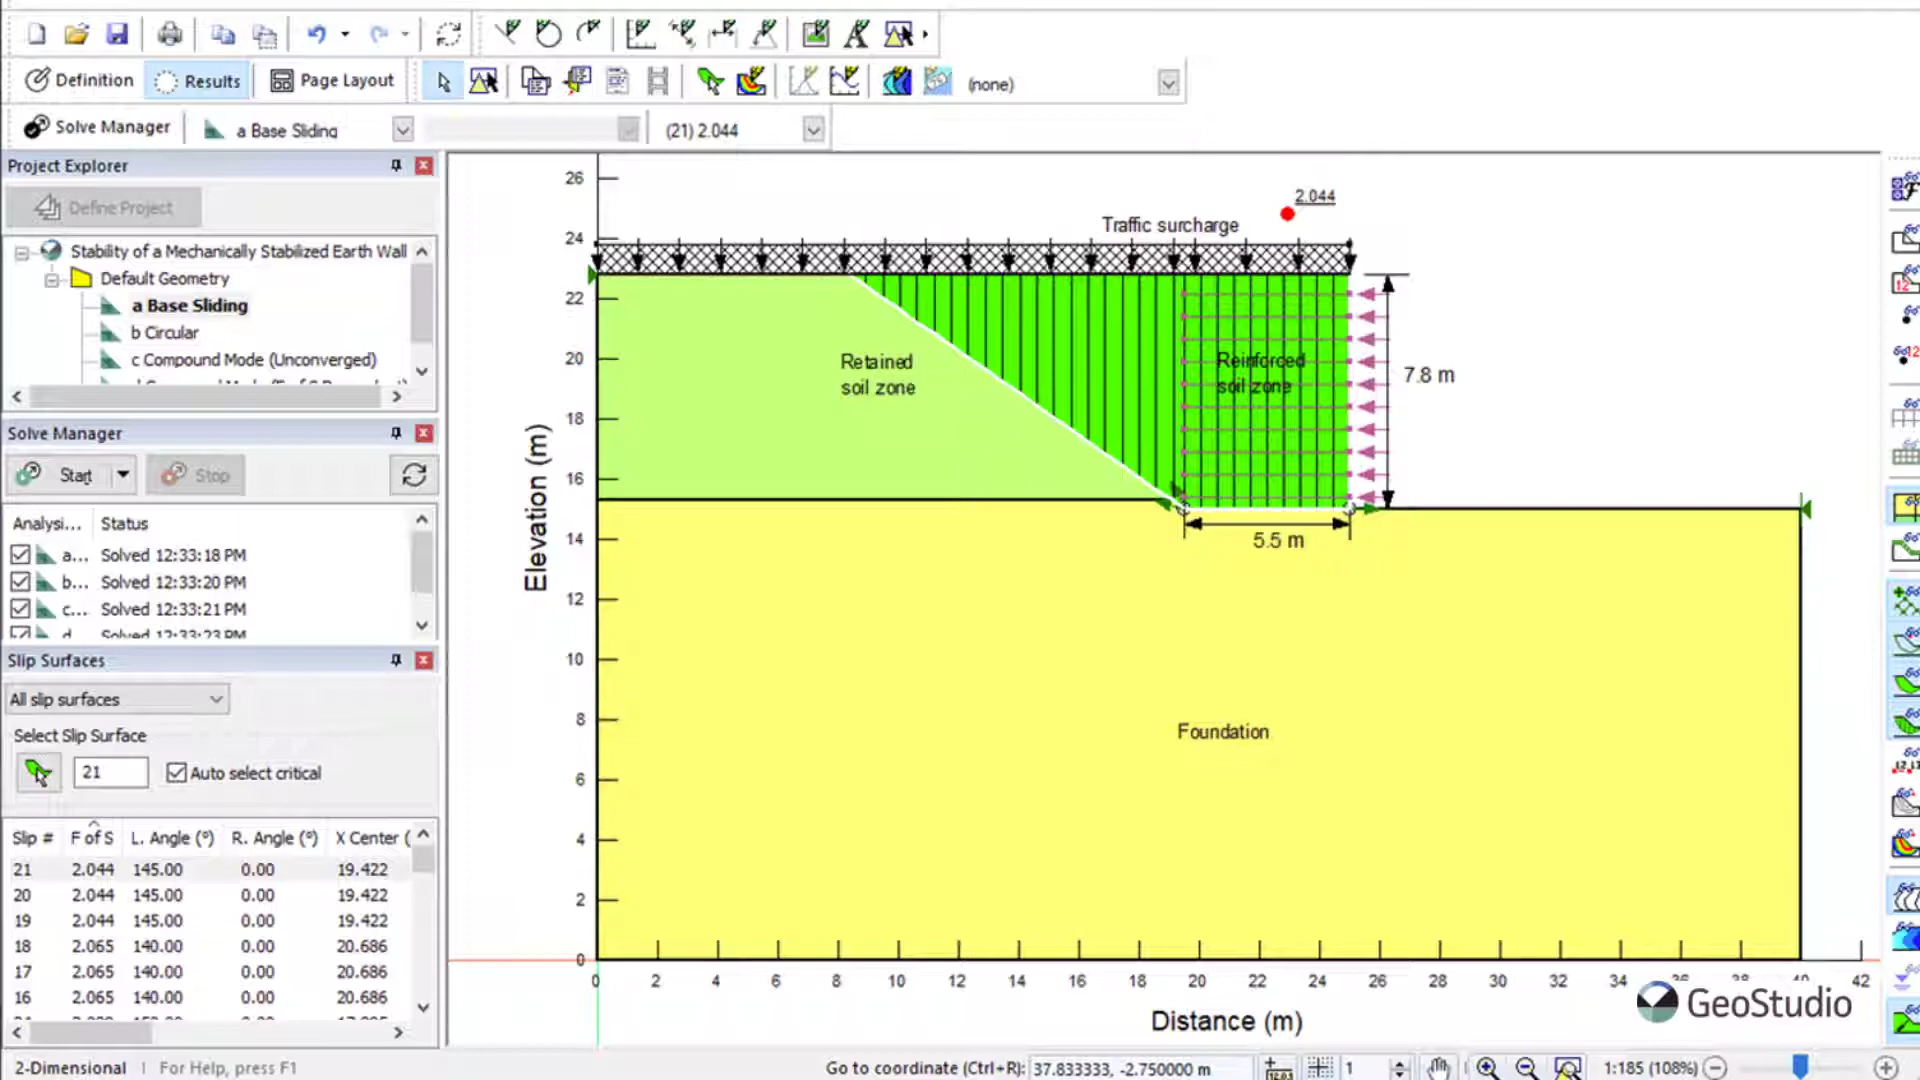 Definition
Results
Page Layout
(none)
Solve Manager
a Base Sliding
(21) 2.044
Project Explorer
Define Project
Stability of a Mechanically Stabilized Earth Wall
Default Geometry
a Base Sliding
b Circular
c Compound Mode (Unconverged)
Solve Manager
Start
Stop
Analysi... Status
a... Solved 12:33:18 PM
b... Solved 12:33:20 PM
c... Solved 12:33:21 PM
d Solved 12:33:23 PM
Slip Surfaces
All slip surfaces
Select Slip Surface
21
Auto select critical
Slip # F of S L. Angle (°) R. Angle (°) X Center (
21 2.044 145.00 0.00 19.422
20 2.044 145.00 0.00 19.422
19 2.044 145.00 0.00 19.422
18 2.065 140.00 0.00 20.686
17 2.065 140.00 0.00 20.686
16 2.065 140.00 0.00 20.686
2.044
Traffic surcharge
Retained
soil zone
Reinforced
soil zone
7.8 m
5.5 m
Foundation
Elevation (m)
26
24
22
20
18
16
14
12
10
8
6
4
2
0
0 2 4 6 8 10 12 14 16 18 20 22 24 26 28 30 32 34 36 38 40 42
Distance (m)
GeoStudio
2-Dimensional
For Help, press F1
Go to coordinate (Ctrl+R):
37.833333, -2.750000 m
1
1:185 (108%)